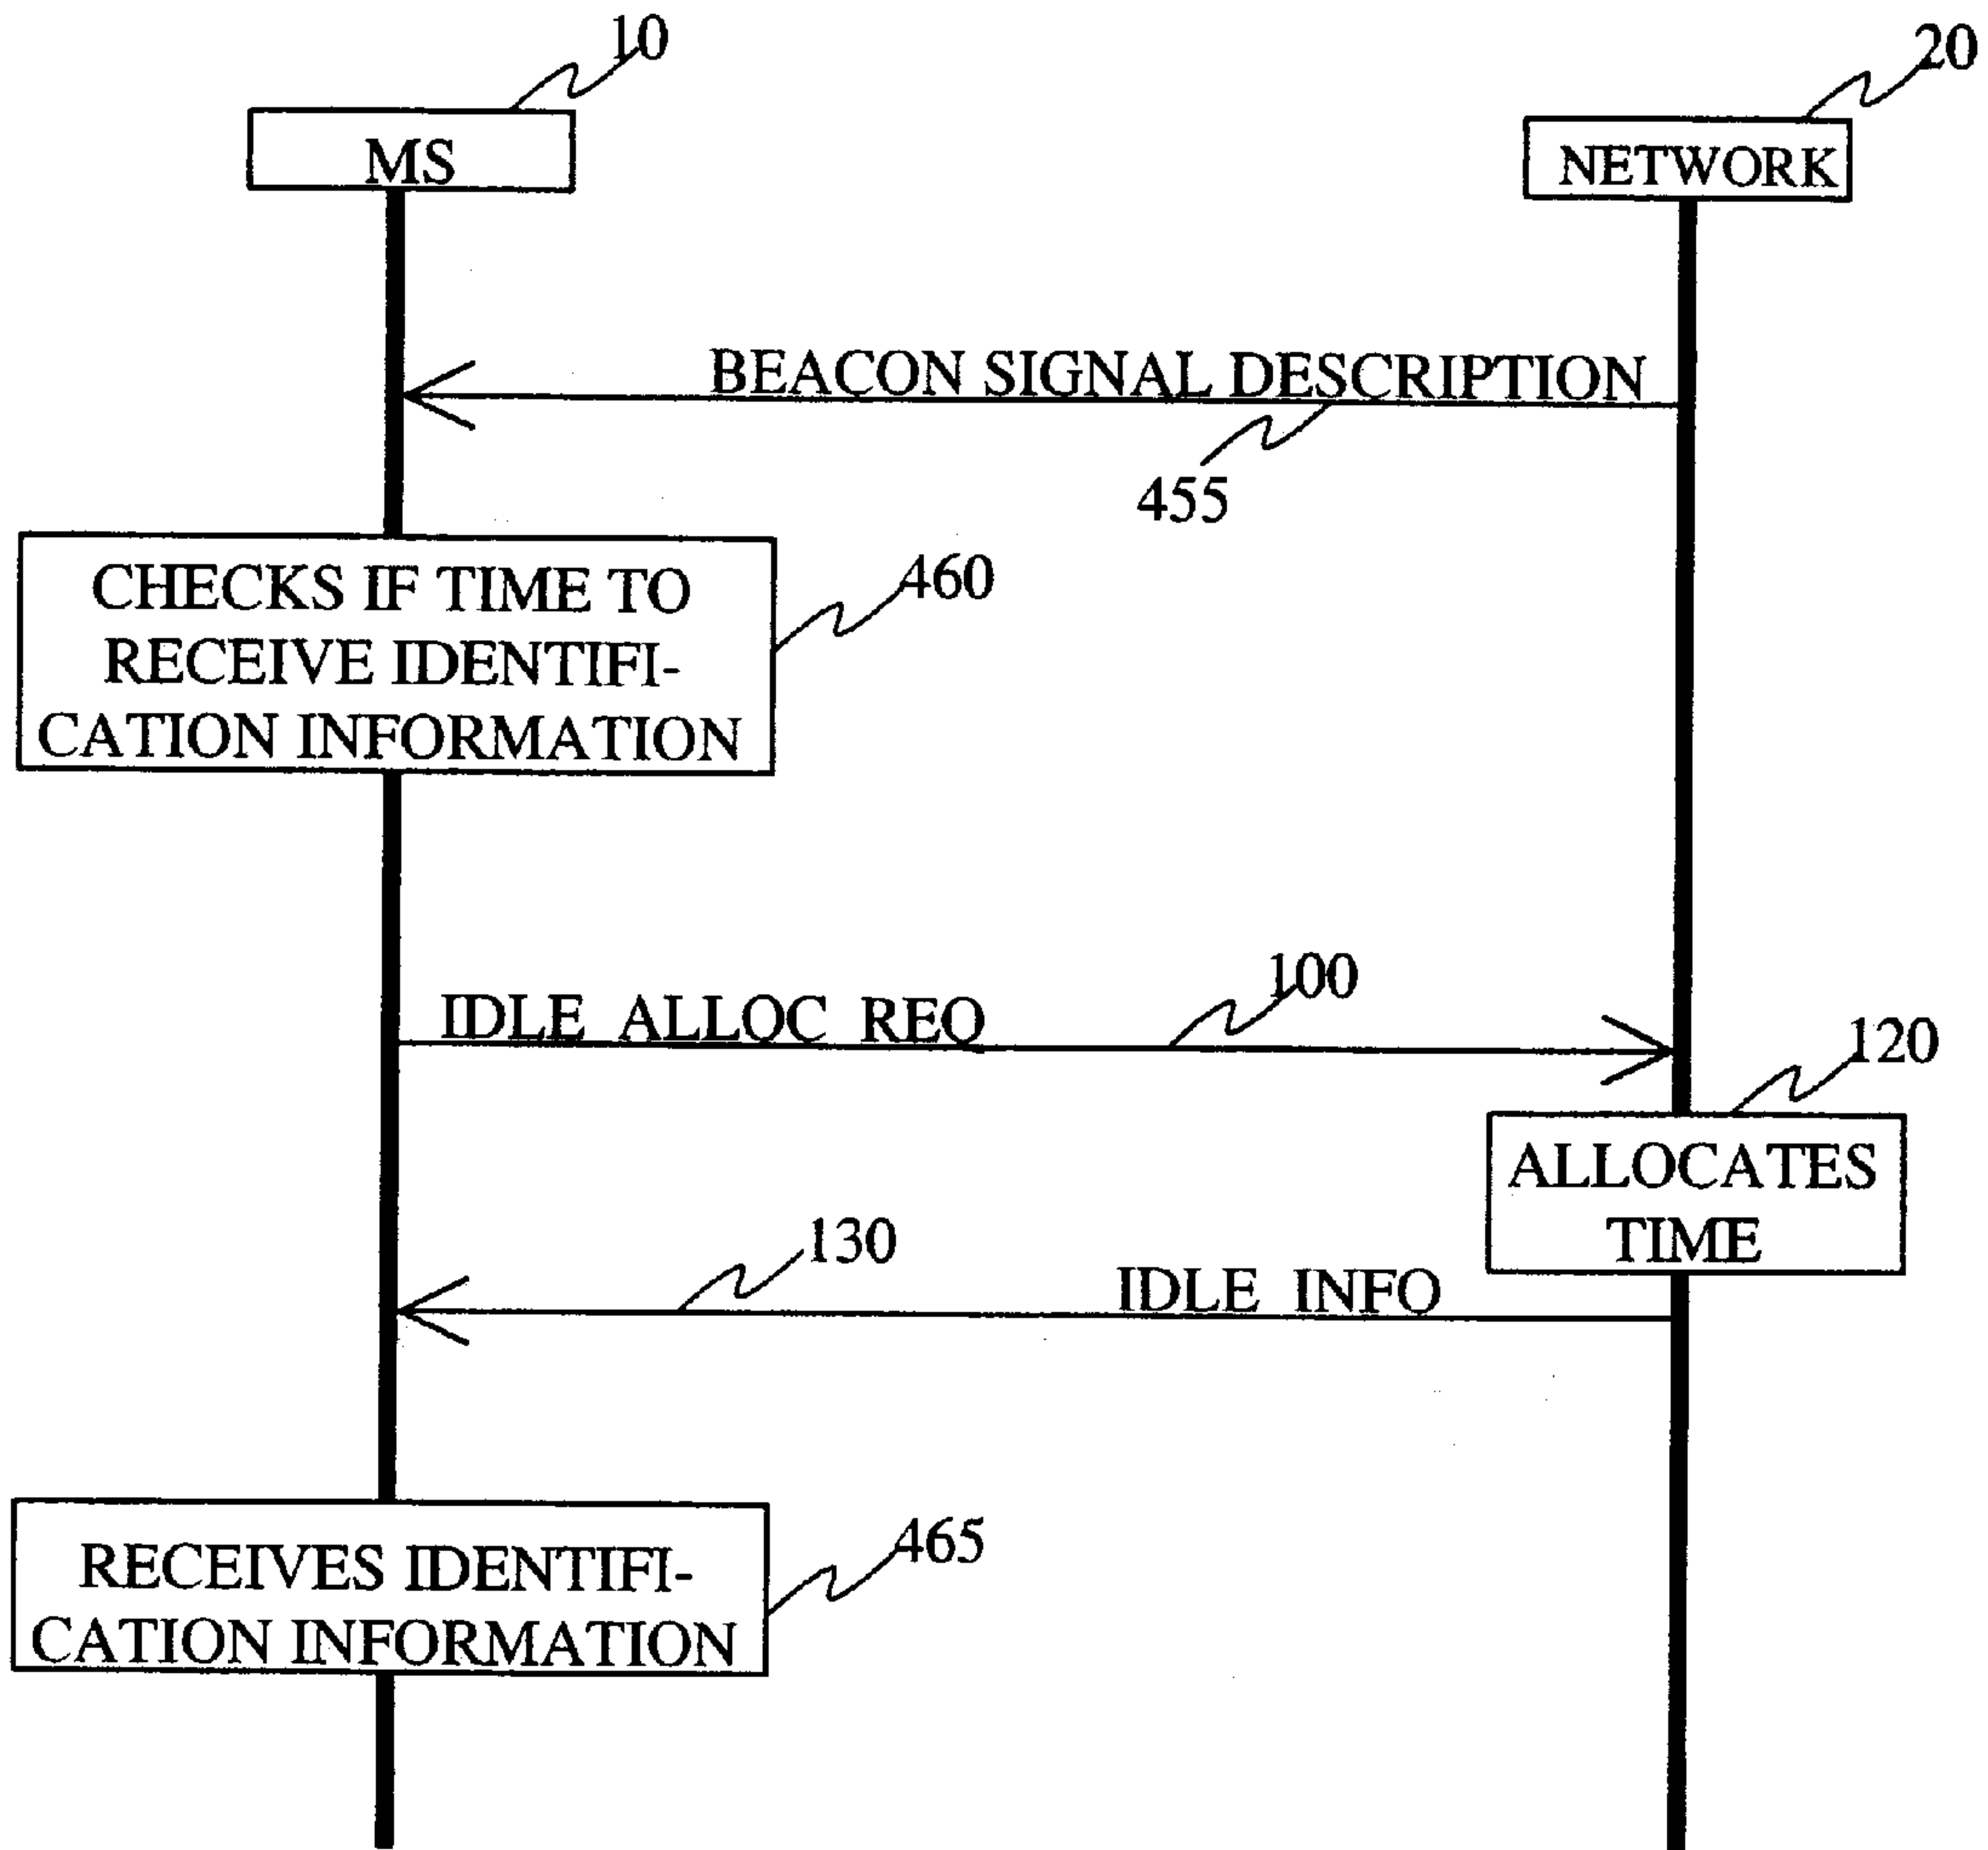 10
20
MS
NETWORK
BEACON SIGNAL DESCRIPTION
455
CHECKS IF TIME TO
RECEIVE IDENTIFI-
CATION INFORMATION
460
100
IDLE_ALLOC_REQ
120
ALLOCATES
TIME
130
IDLE_INFO
465
RECEIVES IDENTIFI-
CATION INFORMATION